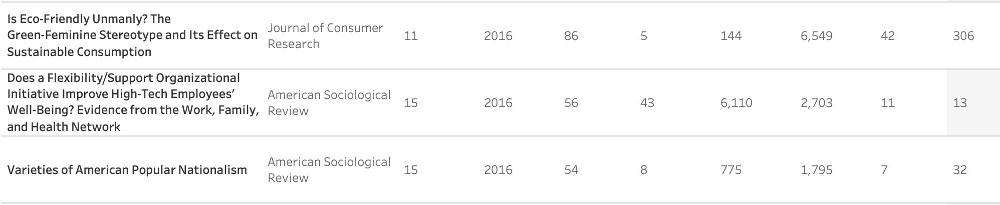 Is Eco-Friendly Unmanly? The
Green-Feminine Stereotype and Its Effect on
Sustainable Consumption
Journal of Consumer
Research
11
2016
86
5
144
6,549
42
306
Does a Flexibility/Support Organizational
Initiative Improve High-Tech Employees’
Well-Being? Evidence from the Work, Family,
and Health Network
American Sociological
Review
15
2016
56
43
6,110
2,703
11
13
Varieties of American Popular Nationalism
American Sociological
Review
15
2016
54
8
775
1,795
7
32